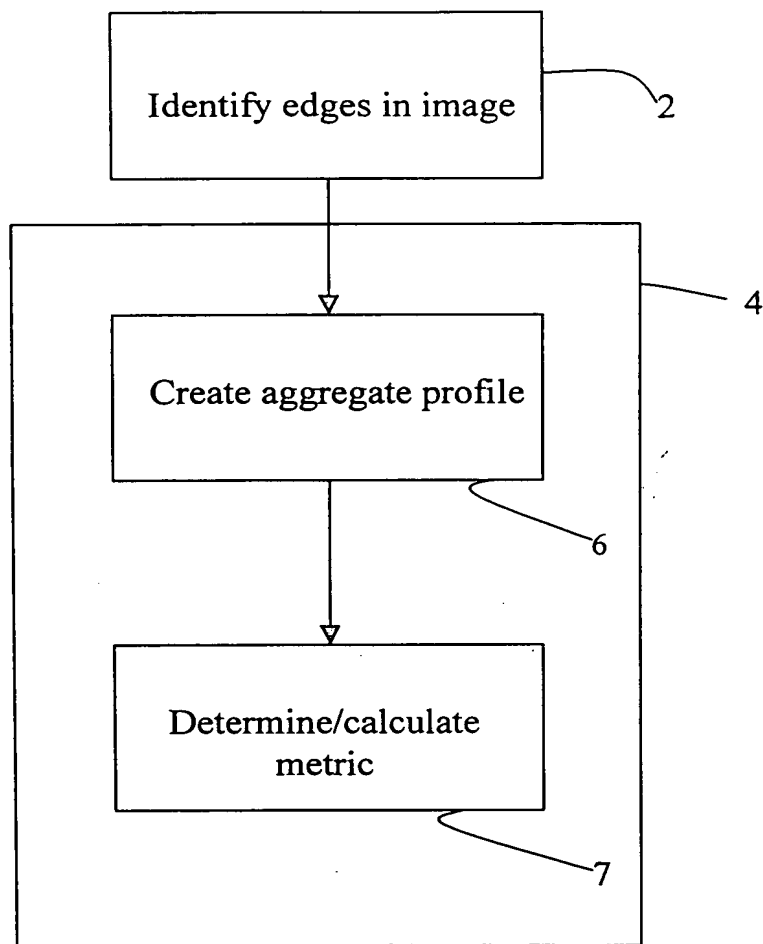 Identify edges in image
2
4
Create aggregate profile
6
Determine/calculate
metric
7